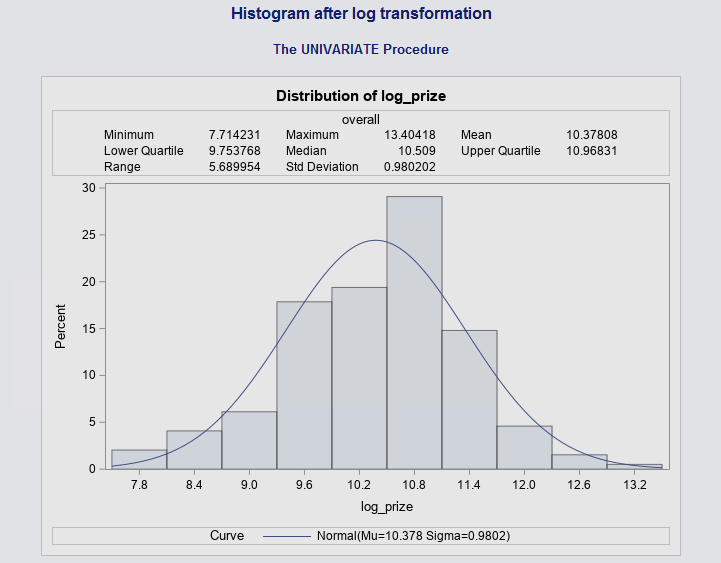 Histogram after log transformation
The UNIVARIATE Procedure
Distribution of log_prize
overall
Minimum 7.714231 Maximum 13.40418 Mean 10.37808
Lower Quartile 9.753768 Median 10.509 Upper Quartile 10.96831
Range 5.689954 Std Deviation 0.980202
30
25
20
15
10
5
0
Percent
7.8 8.4 9.0 9.6 10.2 10.8 11.4 12.0 12.6 13.2
log_prize
Curve Normal(Mu=10.378 Sigma=0.9802)